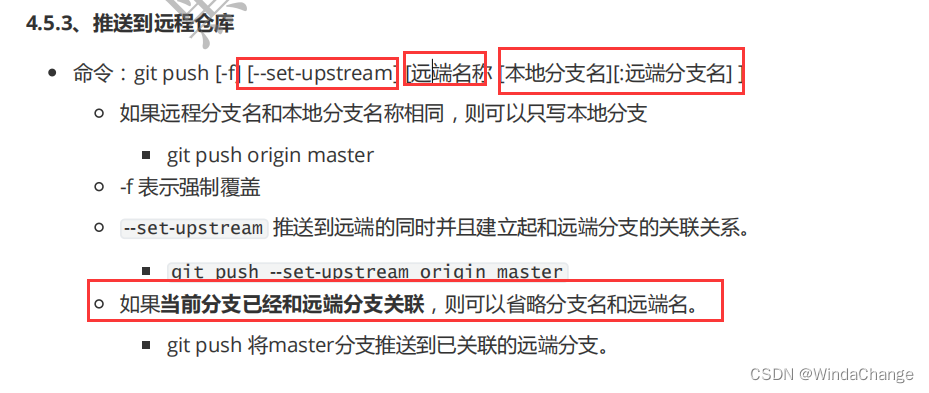 4.5.3、推送到远程仓库
命令：git push [-f] [--set-upstream] [远端名称 [本地分支名][:远端分支名] ]
如果远程分支名和本地分支名称相同，则可以只写本地分支
git push origin master
-f 表示强制覆盖
--set-upstream 推送到远端的同时并且建立起和远端分支的关联关系。
git push --set-upstream origin master
如果当前分支已经和远端分支关联，则可以省略分支名和远端名。
git push 将master分支推送到已关联的远端分支。
CSDN @WindaChange